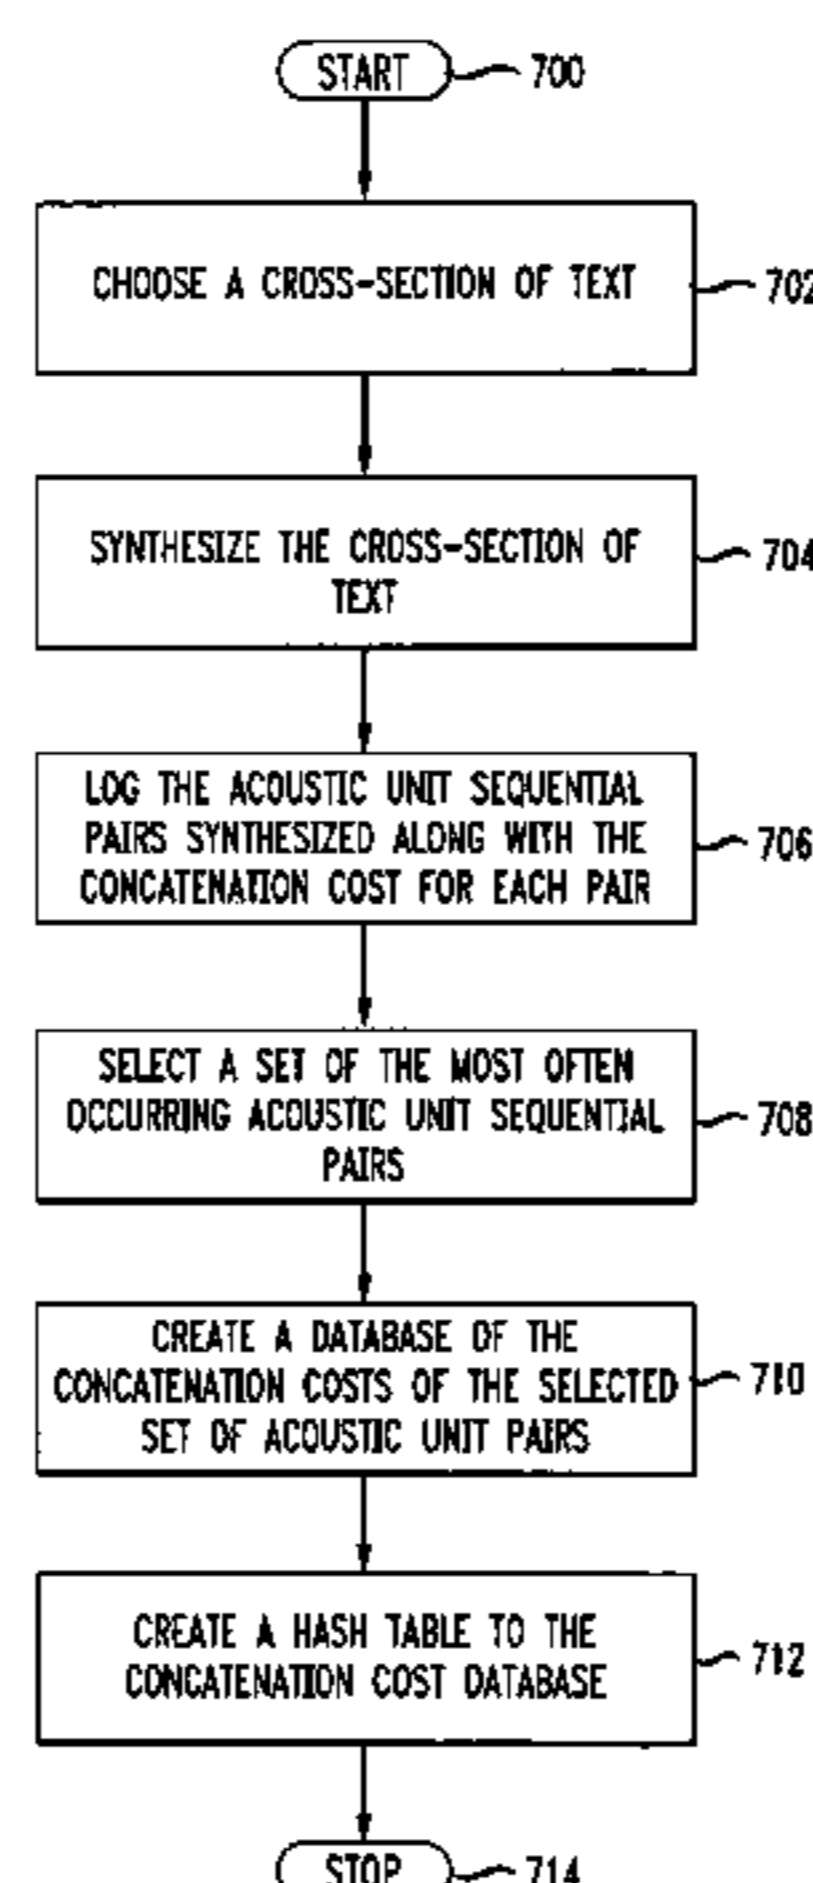 START 700
CHOOSE A CROSS-SECTION OF TEXT 702
SYNTHESIZE THE CROSS-SECTION OF
TEXT
704
LOG THE ACOUSTIC UNIT SEQUENTIAL
PAIRS SYNTHESIZED ALONG WITH THE
CONCATENATION COST FOR EACH PAIR
706
SELECT A SET OF THE MOST OFTEN
OCCURRING ACOUSTIC UNIT SEQUENTIAL
PAIRS
708
CREATE A DATABASE OF THE
CONCATENATION COSTS OF THE SELECTED
SET OF ACOUSTIC UNIT PAIRS
710
CREATE A HASH TABLE TO THE
CONCATENATION COST DATABASE
712
STOP 714